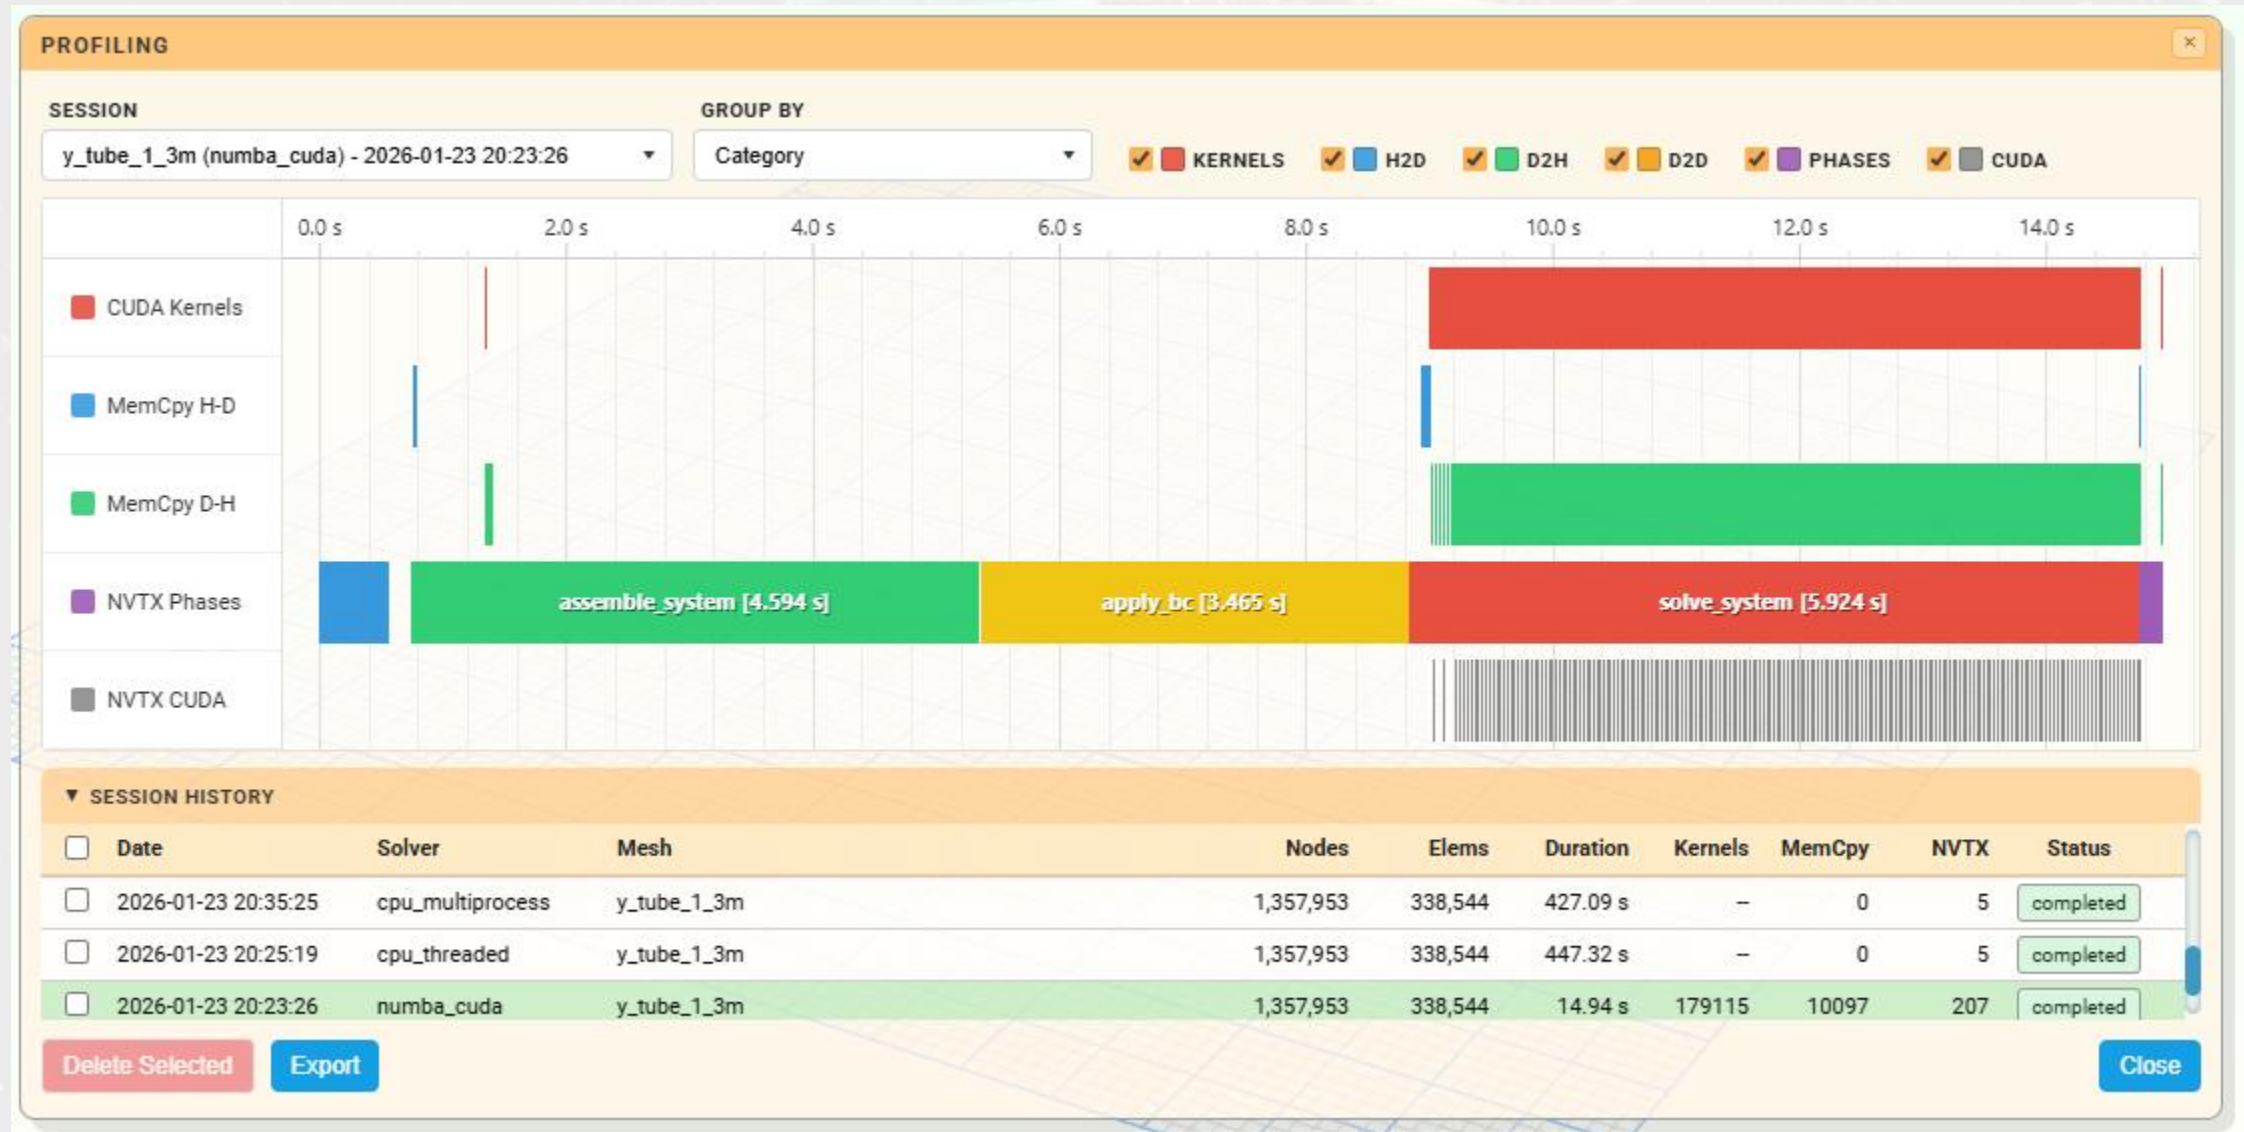 PROFILING
×
SESSION
GROUP BY
y_tube_1_3m (numba_cuda) - 2026-01-23 20:23:26
Category
KERNELS
H2D
D2H
D2D
PHASES
CUDA
0.0 s 2.0 s 4.0 s 6.0 s 8.0 s 10.0 s 12.0 s 14.0 s
CUDA Kernels
MemCpy H-D
MemCpy D-H
NVTX Phases
assemble_system [4.594 s]
apply_bc [3.465 s]
solve_system [5.924 s]
NVTX CUDA
▼ SESSION HISTORY
Date Solver Mesh Nodes Elems Duration Kernels MemCpy NVTX Status
2026-01-23 20:35:25 cpu_multiprocess y_tube_1_3m 1,357,953 338,544 427.09 s – 0 5 completed
2026-01-23 20:25:19 cpu_threaded y_tube_1_3m 1,357,953 338,544 447.32 s – 0 5 completed
2026-01-23 20:23:26 numba_cuda y_tube_1_3m 1,357,953 338,544 14.94 s 179115 10097 207 completed
Delete Selected
Export
Close